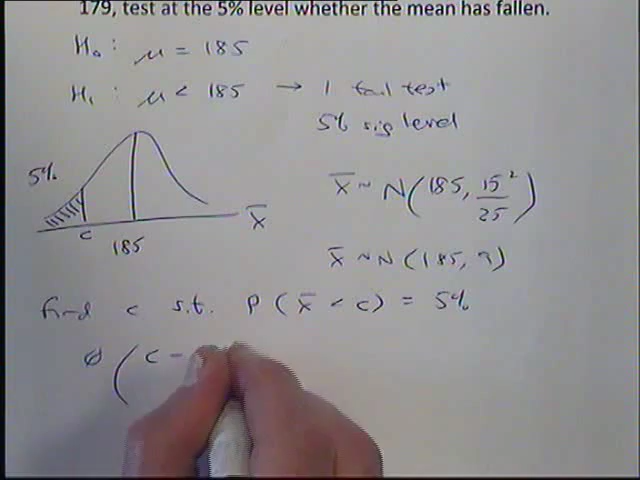 179, test at the 5% level whether the mean has fallen.
H₀ : μ = 185
H₁ : μ < 185 → 1 tail test
5% sig level
5%
X̄ ~ N(185, 15²/25)
c
X̄
185
X̄ ~ N(185, 9)
find c s.t. P(X̄ < c) = 5%
Φ(c -